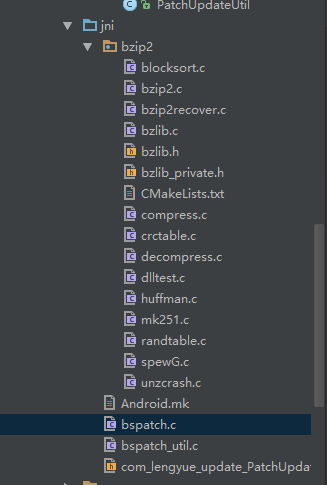 PatchUpdateUtil
jni
bzip2
blocksort.c
bzip2.c
bzip2recover.c
bzlib.c
bzlib.h
bzlib_private.h
CMakeLists.txt
compress.c
crctable.c
decompress.c
dlltest.c
huffman.c
mk251.c
randtable.c
spewG.c
unzcrash.c
Android.mk
bspatch.c
bspatch_util.c
com_lengyue_update_PatchUpdat